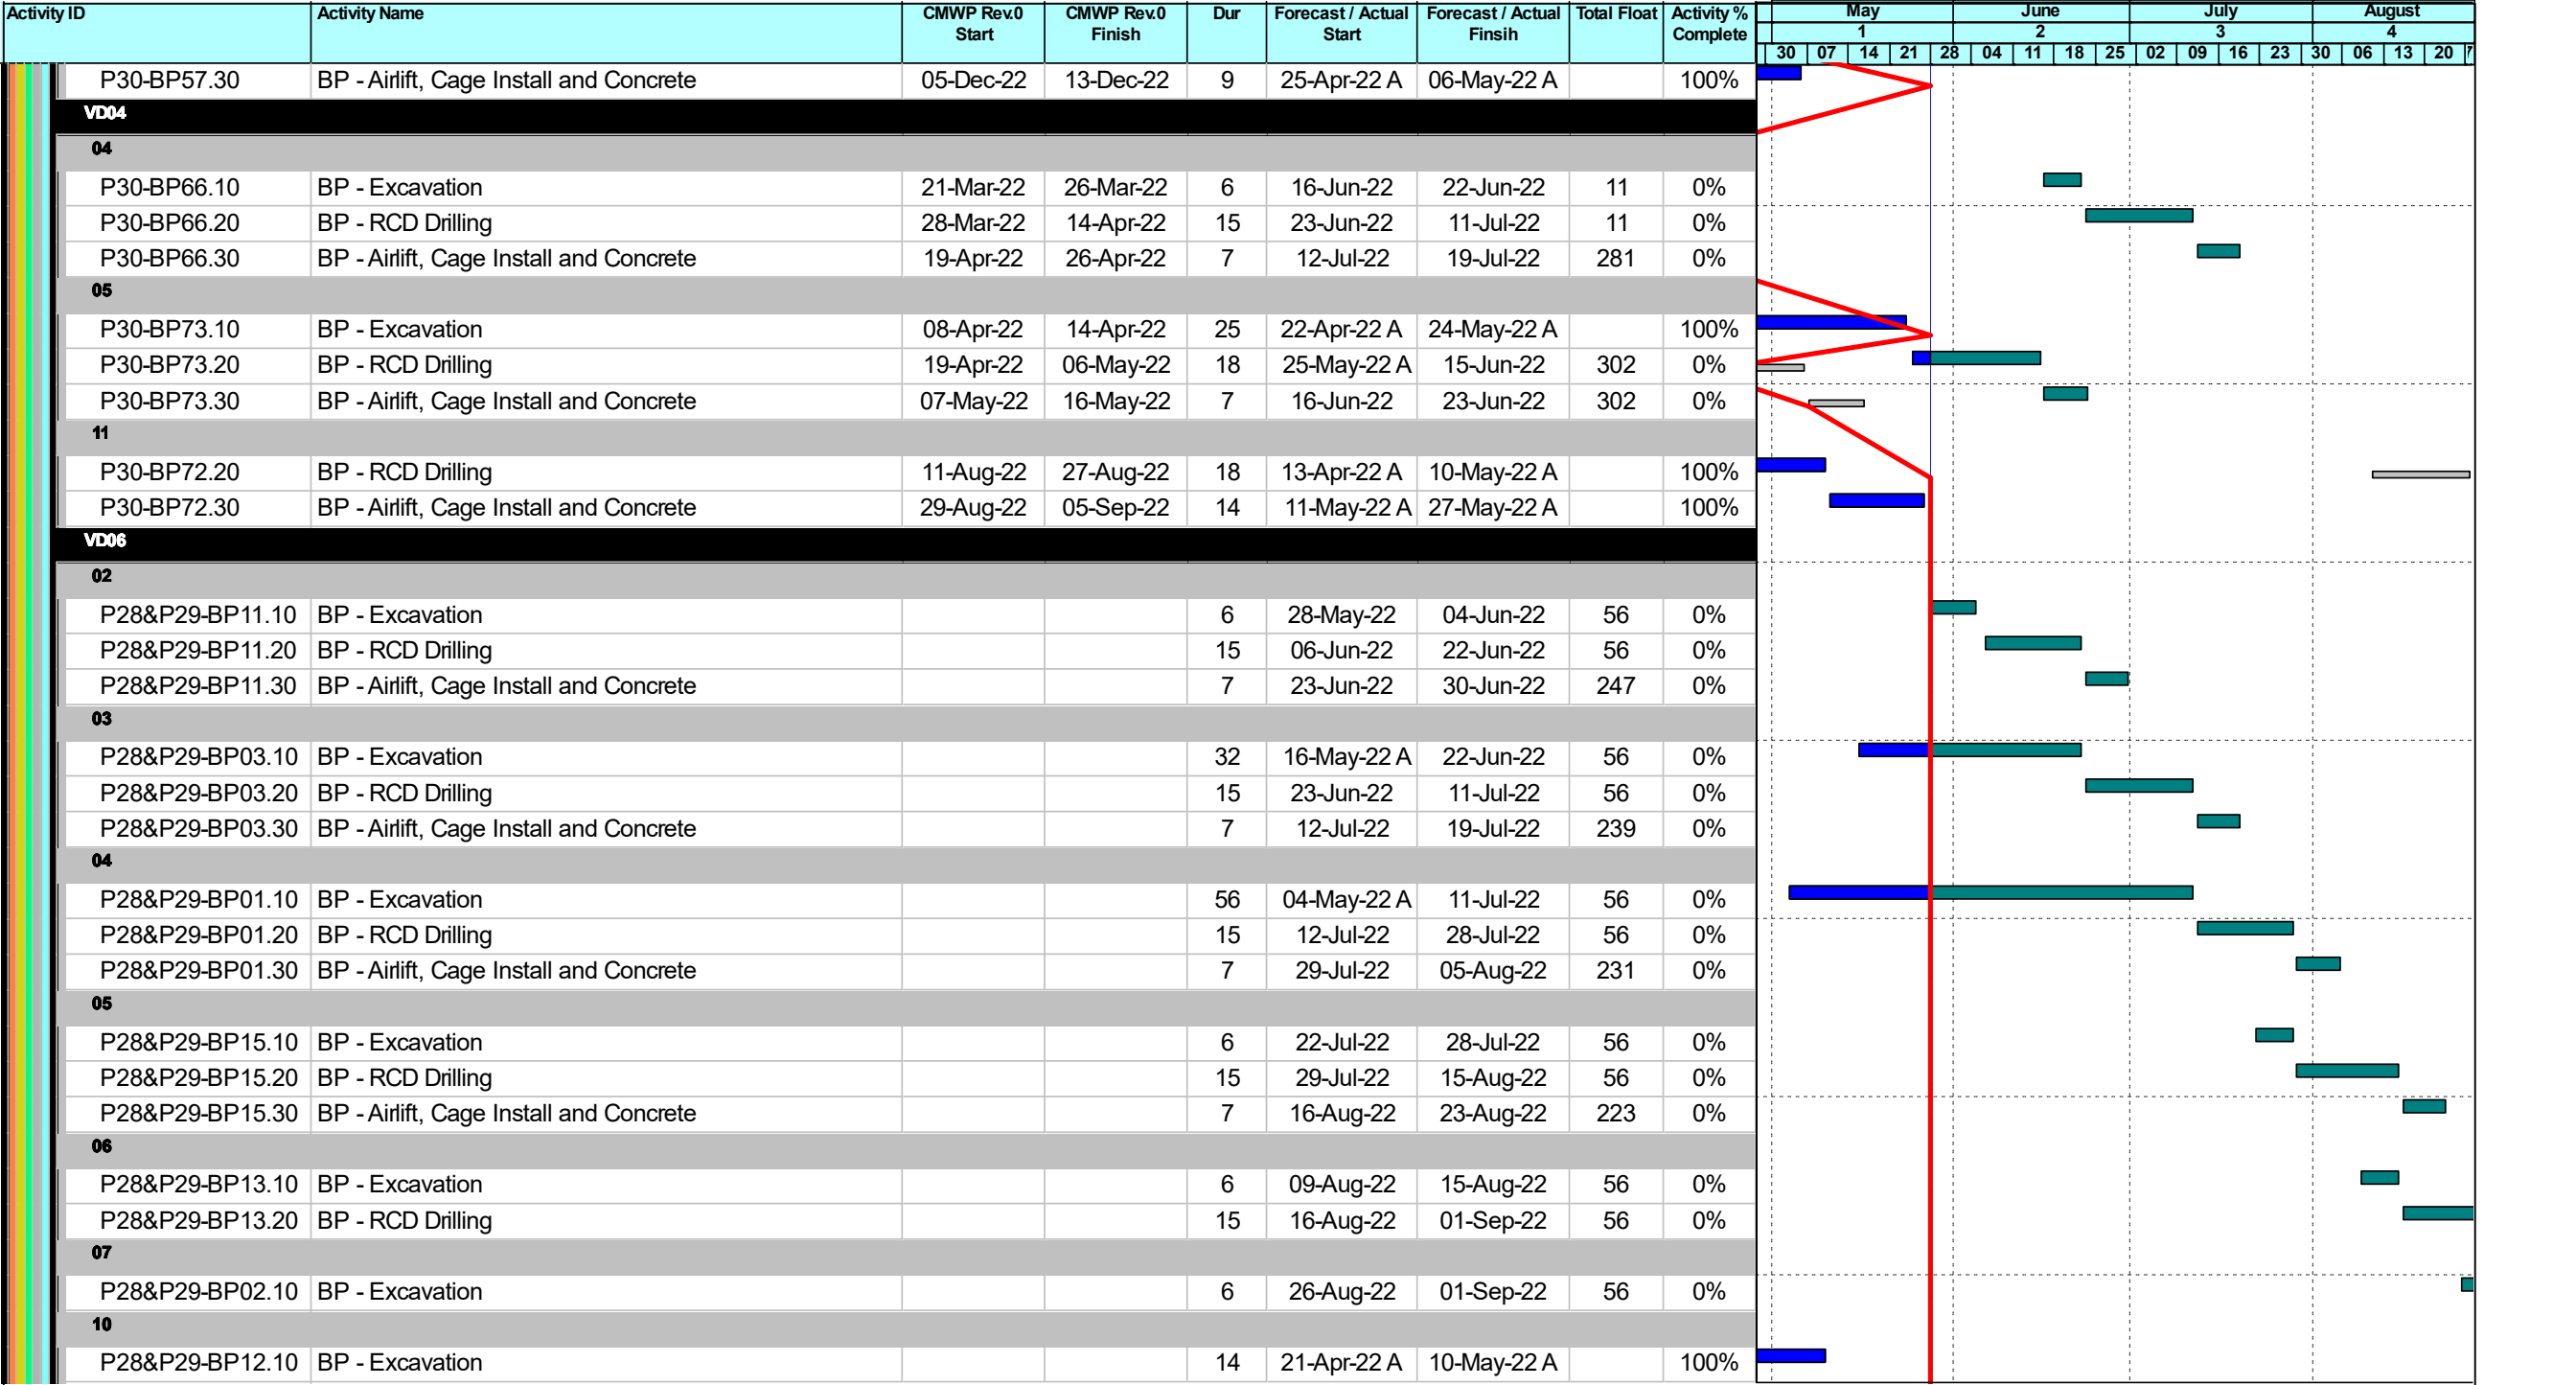 Activity ID Activity Name CMWP Rev.0 CMWP Rev.0 Dur Forecast / Actual Forecast / Actual Total Float Activity % May June July August
Start Finish Start Finsih Complete 1 2 3 4
30 07 14 21 28 04 11 18 25 02 09 16 23 30 06 13 20
P30-BP57.30 BP - Airlift, Cage Install and Concrete 05-Dec-22 13-Dec-22 9 25-Apr-22 A 06-May-22 A 100%
VD04
04
P30-BP66.10 BP - Excavation 21-Mar-22 26-Mar-22 6 16-Jun-22 22-Jun-22 11 0%
P30-BP66.20 BP - RCD Drilling 28-Mar-22 14-Apr-22 15 23-Jun-22 11-Jul-22 11 0%
P30-BP66.30 BP - Airlift, Cage Install and Concrete 19-Apr-22 26-Apr-22 7 12-Jul-22 19-Jul-22 281 0%
05
P30-BP73.10 BP - Excavation 08-Apr-22 14-Apr-22 25 22-Apr-22 A 24-May-22 A 100%
P30-BP73.20 BP - RCD Drilling 19-Apr-22 06-May-22 18 25-May-22 A 15-Jun-22 302 0%
P30-BP73.30 BP - Airlift, Cage Install and Concrete 07-May-22 16-May-22 7 16-Jun-22 23-Jun-22 302 0%
11
P30-BP72.20 BP - RCD Drilling 11-Aug-22 27-Aug-22 18 13-Apr-22 A 10-May-22 A 100%
P30-BP72.30 BP - Airlift, Cage Install and Concrete 29-Aug-22 05-Sep-22 14 11-May-22 A 27-May-22 A 100%
VD06
02
P28&P29-BP11.10 BP - Excavation 6 28-May-22 04-Jun-22 56 0%
P28&P29-BP11.20 BP - RCD Drilling 15 06-Jun-22 22-Jun-22 56 0%
P28&P29-BP11.30 BP - Airlift, Cage Install and Concrete 7 23-Jun-22 30-Jun-22 247 0%
03
P28&P29-BP03.10 BP - Excavation 32 16-May-22 A 22-Jun-22 56 0%
P28&P29-BP03.20 BP - RCD Drilling 15 23-Jun-22 11-Jul-22 56 0%
P28&P29-BP03.30 BP - Airlift, Cage Install and Concrete 7 12-Jul-22 19-Jul-22 239 0%
04
P28&P29-BP01.10 BP - Excavation 56 04-May-22 A 11-Jul-22 56 0%
P28&P29-BP01.20 BP - RCD Drilling 15 12-Jul-22 28-Jul-22 56 0%
P28&P29-BP01.30 BP - Airlift, Cage Install and Concrete 7 29-Jul-22 05-Aug-22 231 0%
05
P28&P29-BP15.10 BP - Excavation 6 22-Jul-22 28-Jul-22 56 0%
P28&P29-BP15.20 BP - RCD Drilling 15 29-Jul-22 15-Aug-22 56 0%
P28&P29-BP15.30 BP - Airlift, Cage Install and Concrete 7 16-Aug-22 23-Aug-22 223 0%
06
P28&P29-BP13.10 BP - Excavation 6 09-Aug-22 15-Aug-22 56 0%
P28&P29-BP13.20 BP - RCD Drilling 15 16-Aug-22 01-Sep-22 56 0%
07
P28&P29-BP02.10 BP - Excavation 6 26-Aug-22 01-Sep-22 56 0%
10
P28&P29-BP12.10 BP - Excavation 14 21-Apr-22 A 10-May-22 A 100%